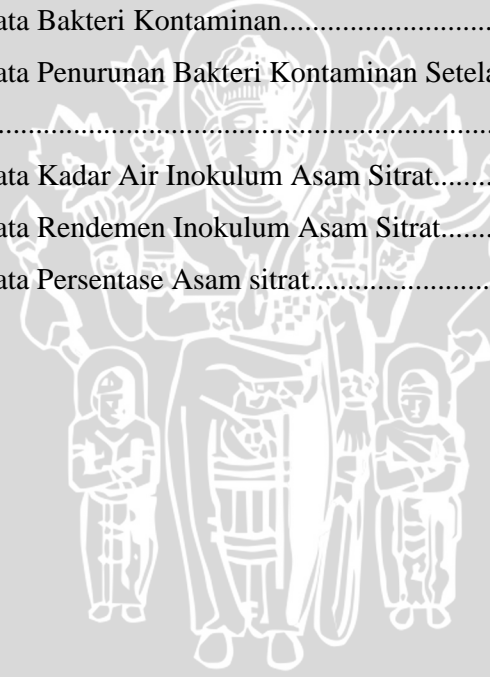 ata Bakteri Kontaminan..........................
ata Penurunan Bakteri Kontaminan Setela
................................................................
ata Kadar Air Inokulum Asam Sitrat.........
ata Rendemen Inokulum Asam Sitrat........
ata Persentase Asam sitrat......................